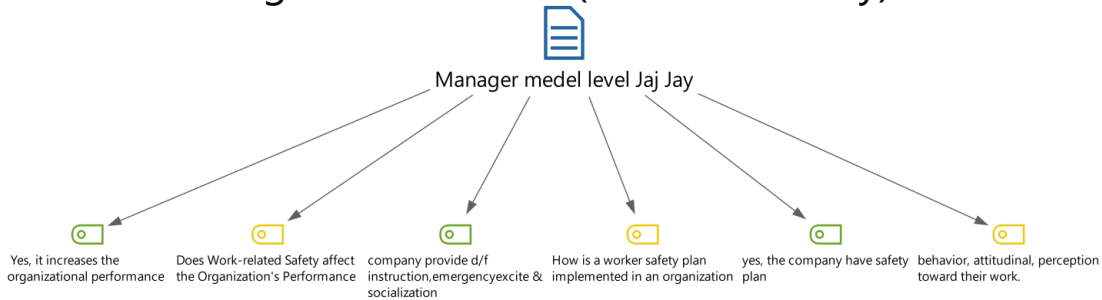 Manager medel level Jaj Jay
Yes, it increases the
organizational performance
Does Work-related Safety affect
the Organization's Performance
company provide d/f
instruction,emergencyexcite &
socialization
How is a worker safety plan
implemented in an organization
yes, the company have safety
plan
behavior, attitudinal, perception
toward their work.